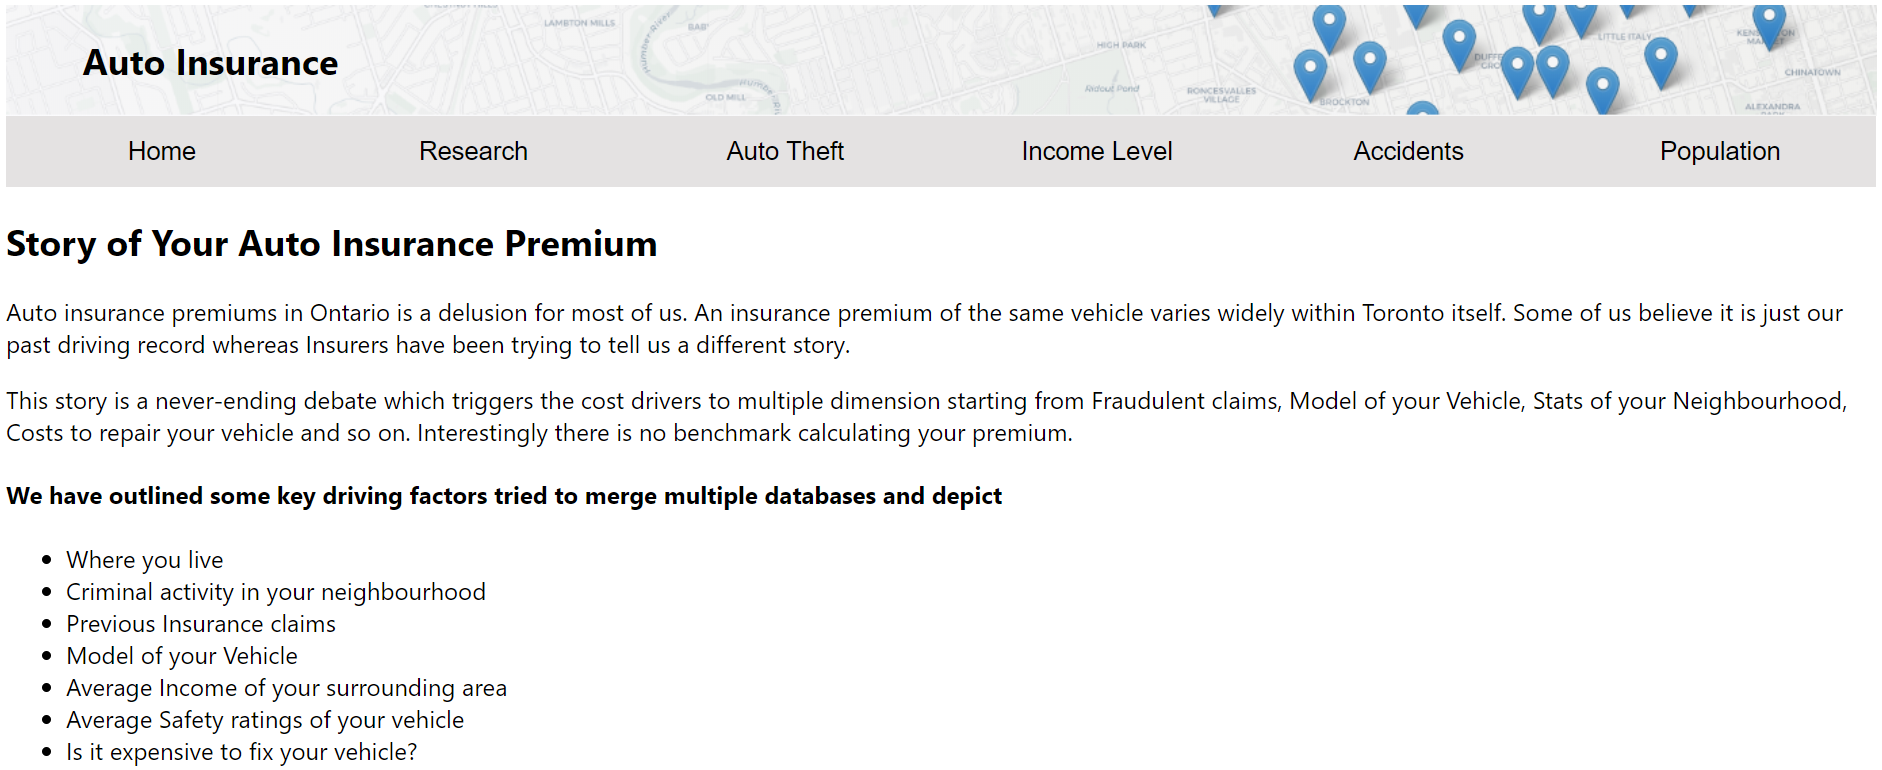 LAMBTON MILLS
BABY
HIGH PARK
LITTLE ITALY
Humber River
OLD MILL
Humber Ri
Ridout Pond
RONCESVALLES
VILLAGE
BROCKTON
CHINATOWN
ALEXANDRA
Auto Insurance
Home Research Auto Theft Income Level Accidents Population
Story of Your Auto Insurance Premium
Auto insurance premiums in Ontario is a delusion for most of us. An insurance premium of the same vehicle varies widely within Toronto itself. Some of us believe it is just our
past driving record whereas Insurers have been trying to tell us a different story.
This story is a never-ending debate which triggers the cost drivers to multiple dimension starting from Fraudulent claims, Model of your Vehicle, Stats of your Neighbourhood,
Costs to repair your vehicle and so on. Interestingly there is no benchmark calculating your premium.
We have outlined some key driving factors tried to merge multiple databases and depict
Where you live
Criminal activity in your neighbourhood
Previous Insurance claims
Model of your Vehicle
Average Income of your surrounding area
Average Safety ratings of your vehicle
Is it expensive to fix your vehicle?